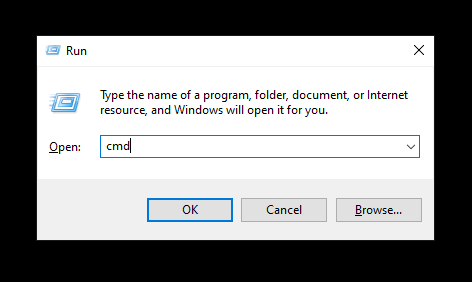 Run
Type the name of a program, folder, document, or Internet
resource, and Windows will open it for you.
Open: cmd
OK Cancel Browse...